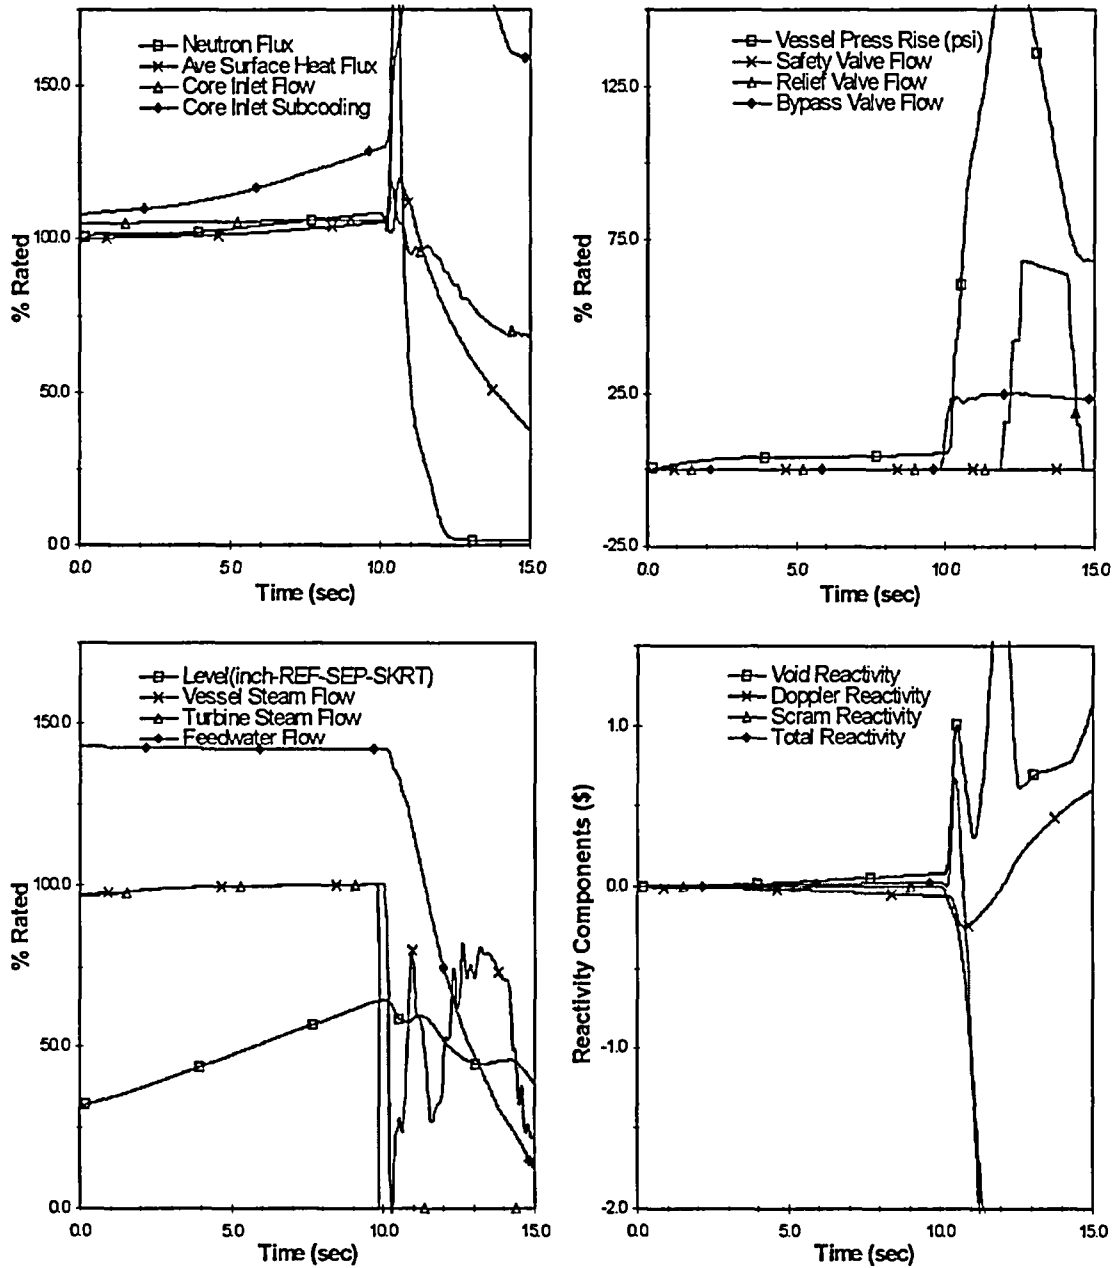 Neutron Flux
Ave Surface Heat Flux
Core Inlet Flow
Core Inlet Subcoding
150.0
100.0
50.0
0.0
% Rated
0.0 5.0 10.0 15.0
Time (sec)
Vessel Press Rise (psi)
Safety Valve Flow
Relief Valve Flow
Bypass Valve Flow
125.0
75.0
25.0
-25.0
% Rated
0.0 5.0 10.0 15.0
Time (sec)
Level(inch-REF-SEP-SKRT)
Vessel Steam Flow
Turbine Steam Flow
Feedwater Flow
150.0
100.0
50.0
0.0
% Rated
0.0 5.0 10.0 15.0
Time (sec)
Void Reactivity
Doppler Reactivity
Scram Reactivity
Total Reactivity
1.0
0.0
-1.0
-2.0
Reactivity Components ($)
0.0 5.0 10.0 15.0
Time (sec)